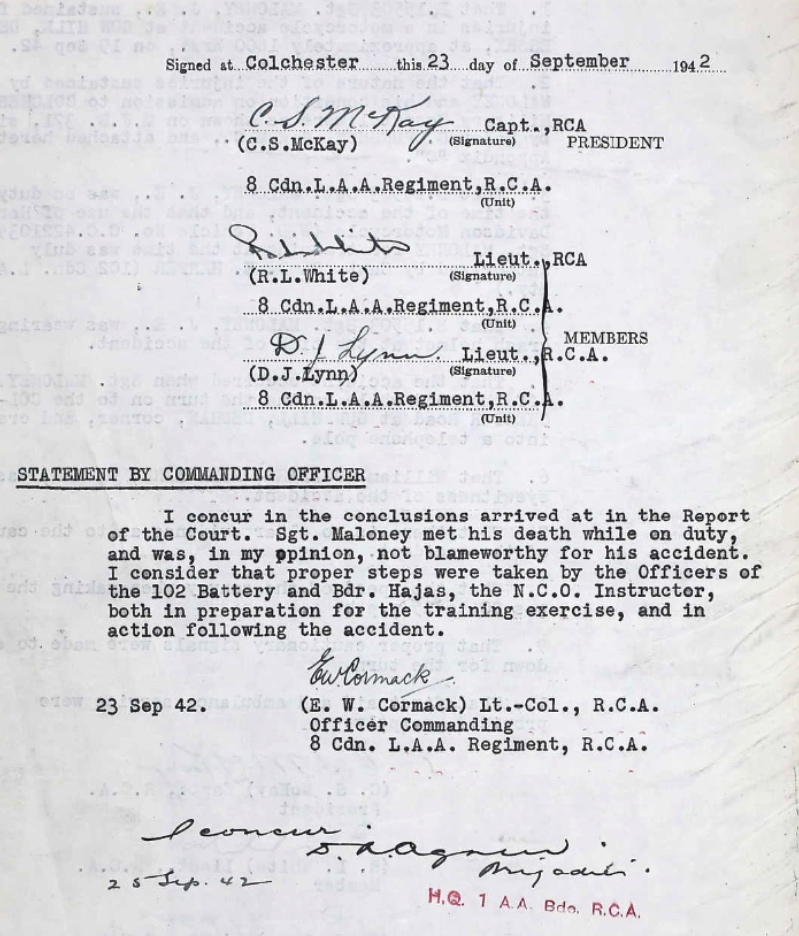 Signed at Colchester this 23 day of September 1942
C. S. McKay Capt., RCA
(C.S.McKay) (Signature) PRESIDENT
8 Cdn.L.A.A.Regiment,R.C.A.
(Unit)
R.L.White Lieut., RCA
(R.L.White) (Signature)
8 Cdn.L.A.A.Regiment,R.C.A.
(Unit)
MEMBERS
D. J Lynn. Lieut.,R.C.A.
(D.J.Lynn) (Signature)
8 Cdn.L.A.A.Regiment,R.C.A.
(Unit)
STATEMENT BY COMMANDING OFFICER
I concur in the conclusions arrived at in the Report
of the Court. Sgt. Maloney met his death while on duty,
and was, in my ppinion, not blameworthy for his accident.
I consider that proper steps were taken by the Officers of
the 102 Battery and Bdr. Hajas, the N.C.O. Instructor,
both in preparation for the training exercise, and in
action following the accident.
EW Cormack
23 Sep 42. (E. W. Cormack) Lt.-Col., R.C.A.
Officer Commanding
8 Cdn. L.A.A. Regiment, R.C.A.
I concur
Brigadier.
25 Sep. 42
H.Q. 1 A.A. Bde. R.C.A.